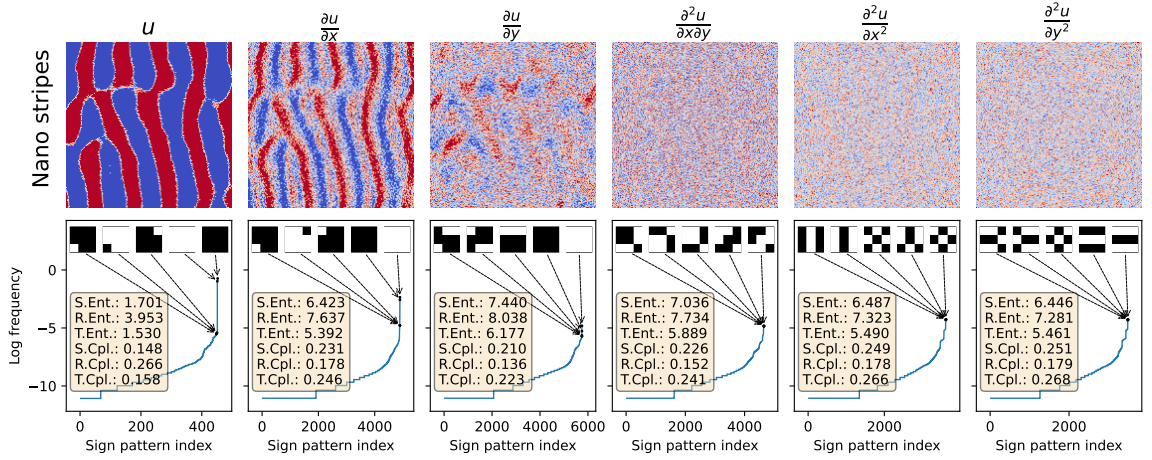 u
∂u/∂x
∂u/∂y
∂²u/∂x∂y
∂²u/∂x²
∂²u/∂y²
Nano stripes
Log frequency
0
−5
−10
S.Ent.: 1.701
R.Ent.: 3.953
T.Ent.: 1.530
S.Cpl.: 0.148
R.Cpl.: 0.266
T.Cpl.: 0.158
0 200 400
Sign pattern index
S.Ent.: 6.423
R.Ent.: 7.637
T.Ent.: 5.392
S.Cpl.: 0.231
R.Cpl.: 0.178
T.Cpl.: 0.246
0 2000 4000
Sign pattern index
S.Ent.: 7.440
R.Ent.: 8.038
T.Ent.: 6.177
S.Cpl.: 0.210
R.Cpl.: 0.136
T.Cpl.: 0.223
0 2000 4000 6000
Sign pattern index
S.Ent.: 7.036
R.Ent.: 7.734
T.Ent.: 5.889
S.Cpl.: 0.226
R.Cpl.: 0.152
T.Cpl.: 0.241
0 2000 4000
Sign pattern index
S.Ent.: 6.487
R.Ent.: 7.323
T.Ent.: 5.490
S.Cpl.: 0.249
R.Cpl.: 0.178
T.Cpl.: 0.266
0 2000
Sign pattern index
S.Ent.: 6.446
R.Ent.: 7.281
T.Ent.: 5.461
S.Cpl.: 0.251
R.Cpl.: 0.179
T.Cpl.: 0.268
0 2000
Sign pattern index